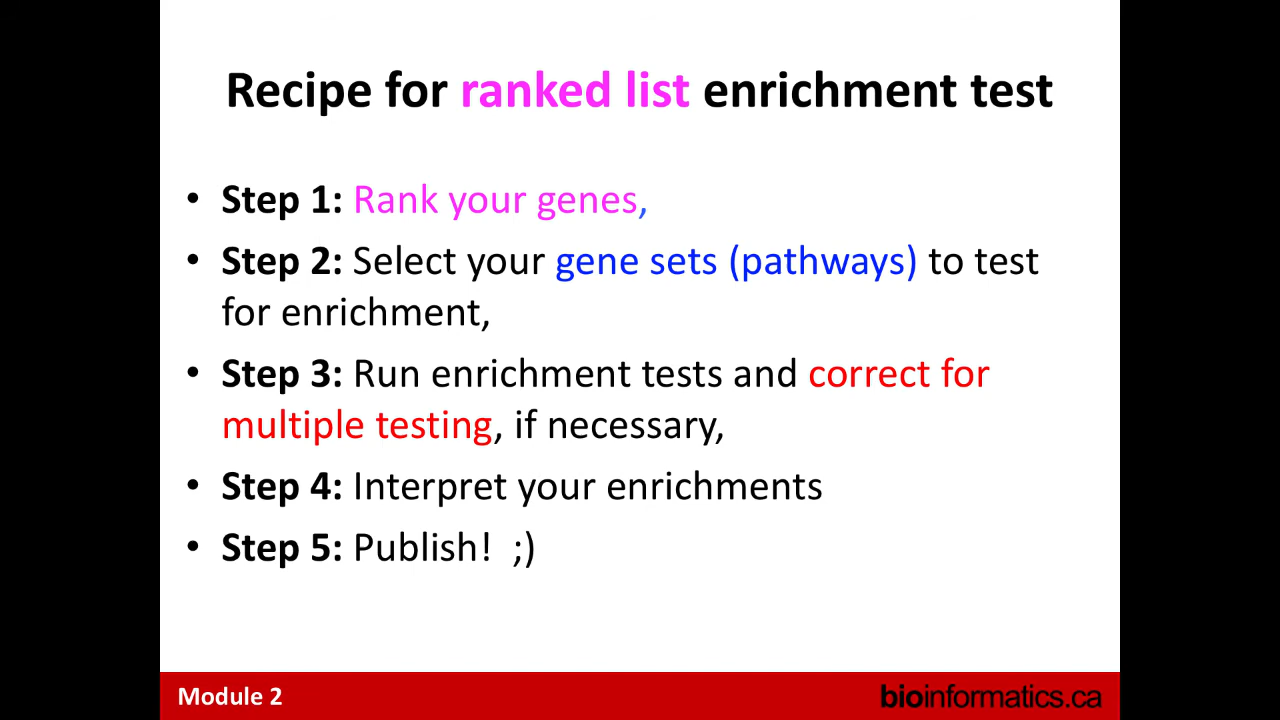 Recipe for ranked list enrichment test
• Step 1: Rank your genes,
• Step 2: Select your gene sets (pathways) to test
for enrichment,
• Step 3: Run enrichment tests and correct for
multiple testing, if necessary,
• Step 4: Interpret your enrichments
• Step 5: Publish!  ;)
Module 2
bioinformatics.ca